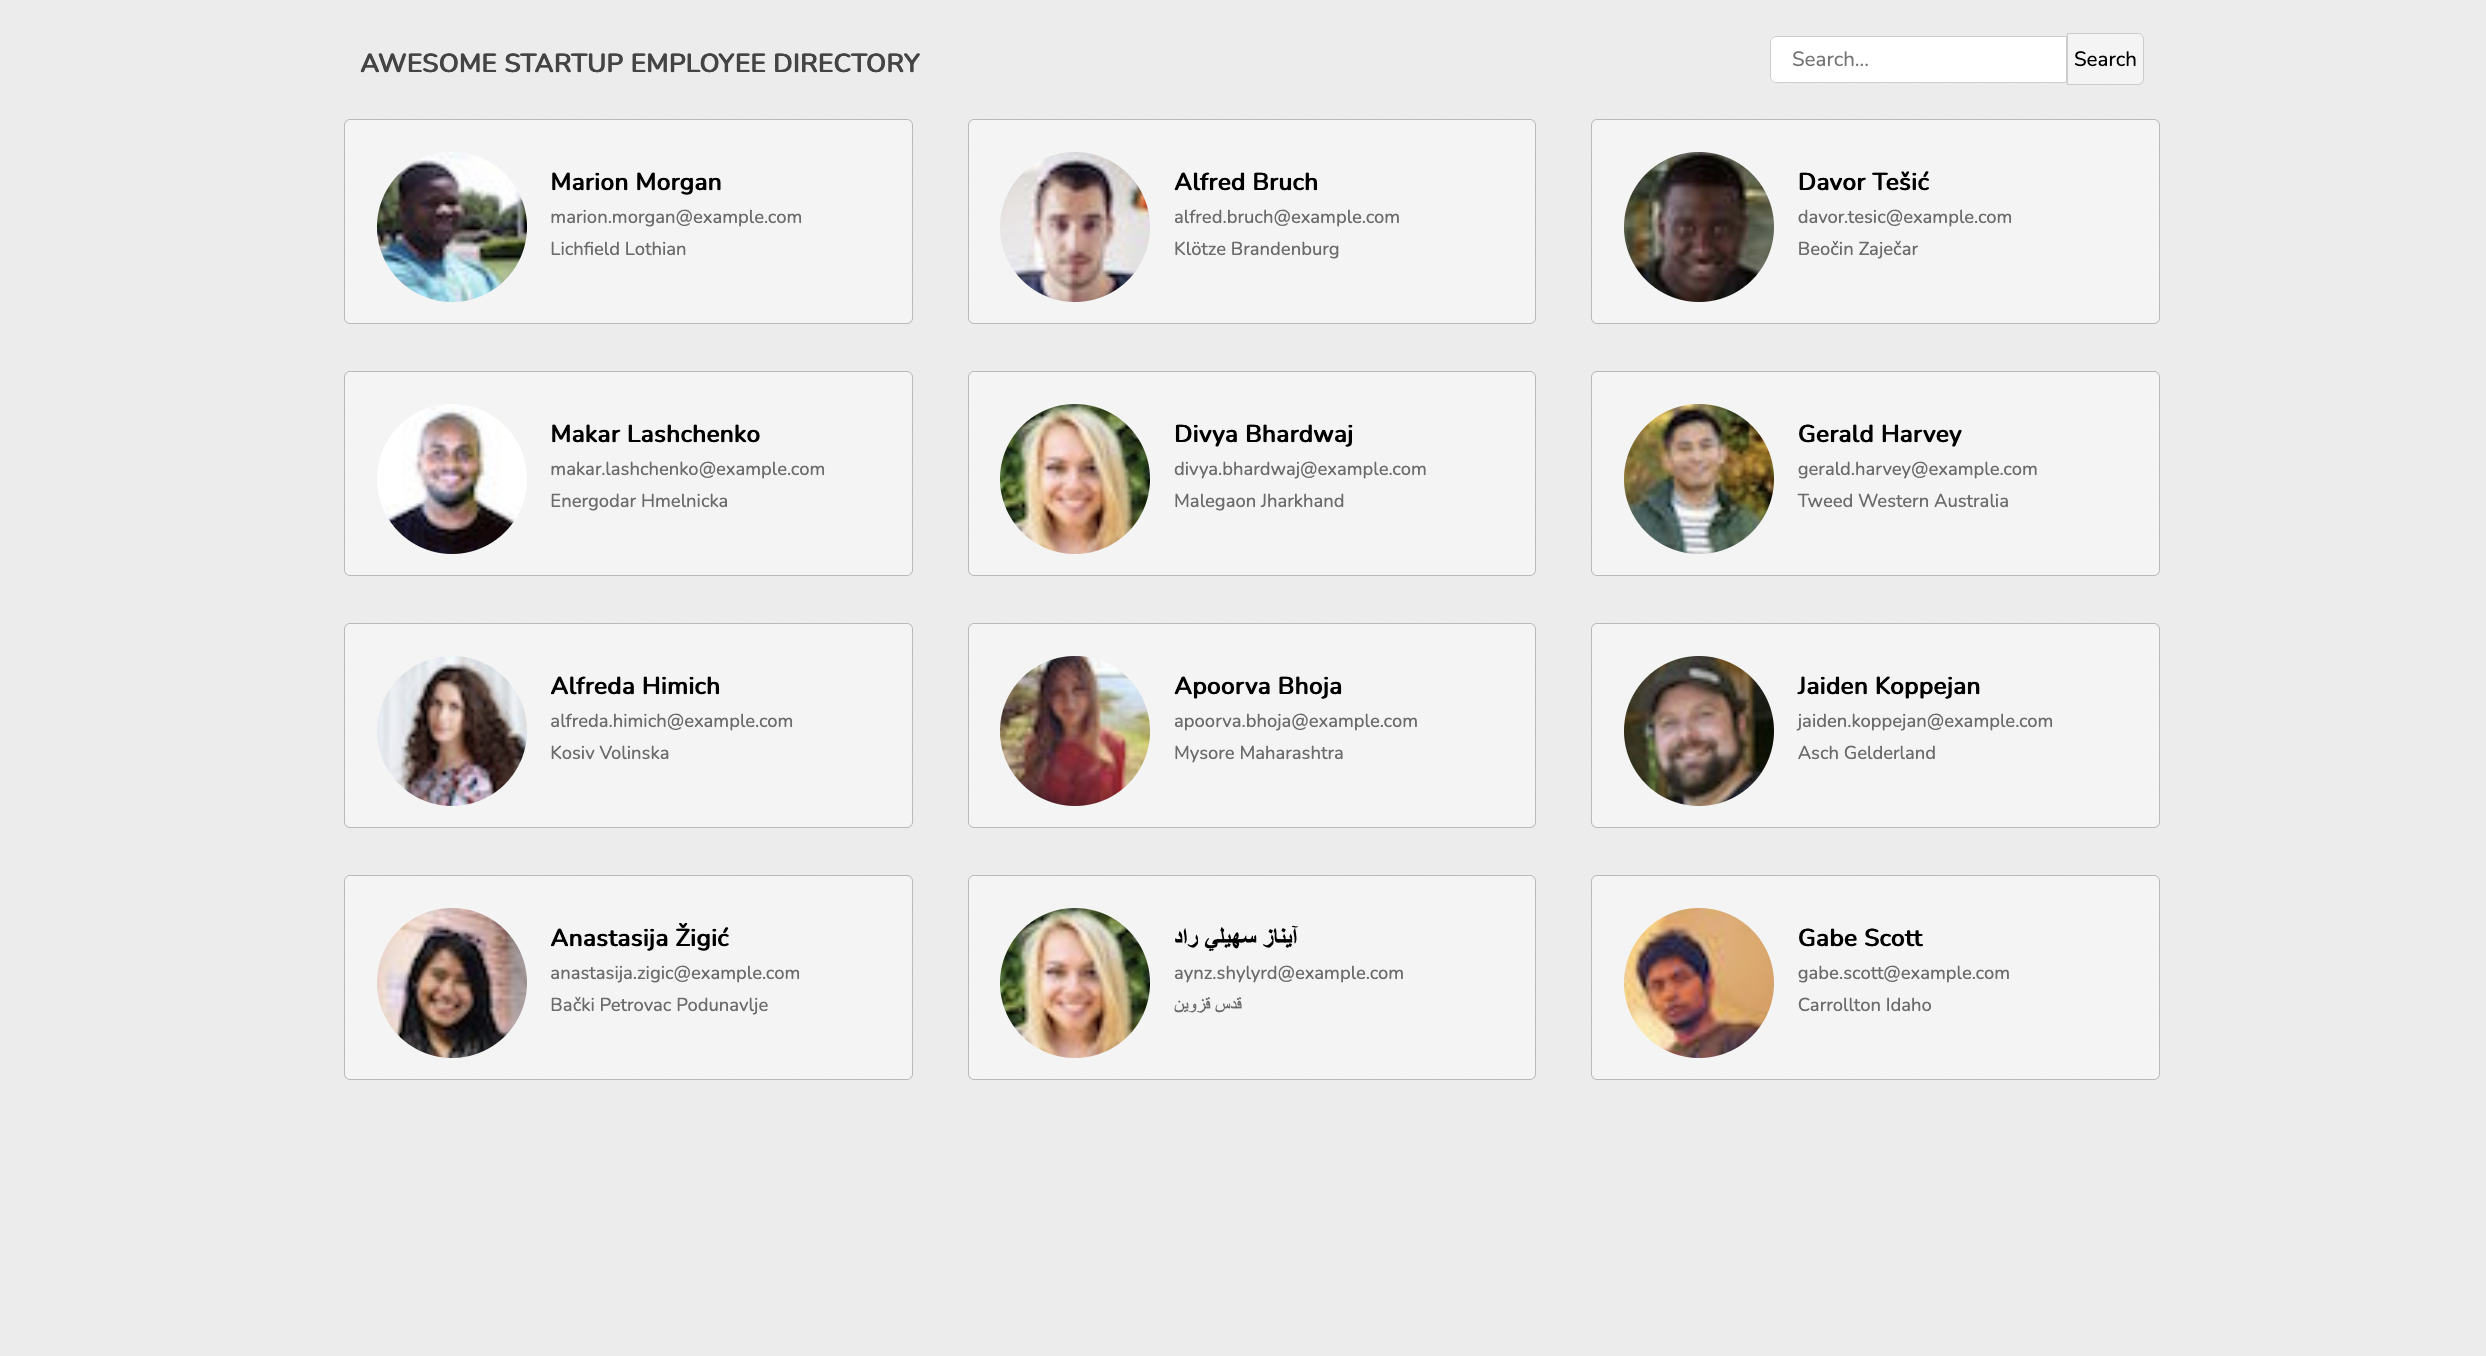 AWESOME STARTUP EMPLOYEE DIRECTORY
Search...
Search
Marion Morgan
marion.morgan@example.com
Lichfield Lothian
Alfred Bruch
alfred.bruch@example.com
Klötze Brandenburg
Davor Tešić
davor.tesic@example.com
Beočin Zaječar
Makar Lashchenko
makar.lashchenko@example.com
Energodar Hmelnicka
Divya Bhardwaj
divya.bhardwaj@example.com
Malegaon Jharkhand
Gerald Harvey
gerald.harvey@example.com
Tweed Western Australia
Alfreda Himich
alfreda.himich@example.com
Kosiv Volinska
Apoorva Bhoja
apoorva.bhoja@example.com
Mysore Maharashtra
Jaiden Koppejan
jaiden.koppejan@example.com
Asch Gelderland
Anastasija Žigić
anastasija.zigic@example.com
Bački Petrovac Podunavlje
آیناز سهيلي راد
aynz.shylyrd@example.com
قدس قزوین
Gabe Scott
gabe.scott@example.com
Carrollton Idaho